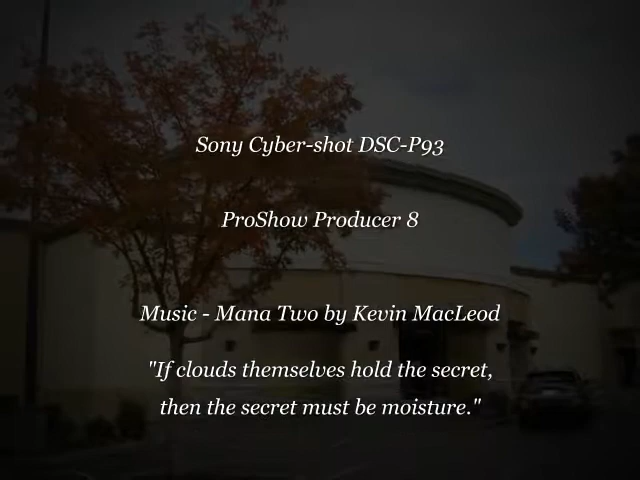 Sony Cyber-shot DSC-P93
ProShow Producer 8
Music - Mana Two by Kevin MacLeod
"If clouds themselves hold the secret,
then the secret must be moisture."